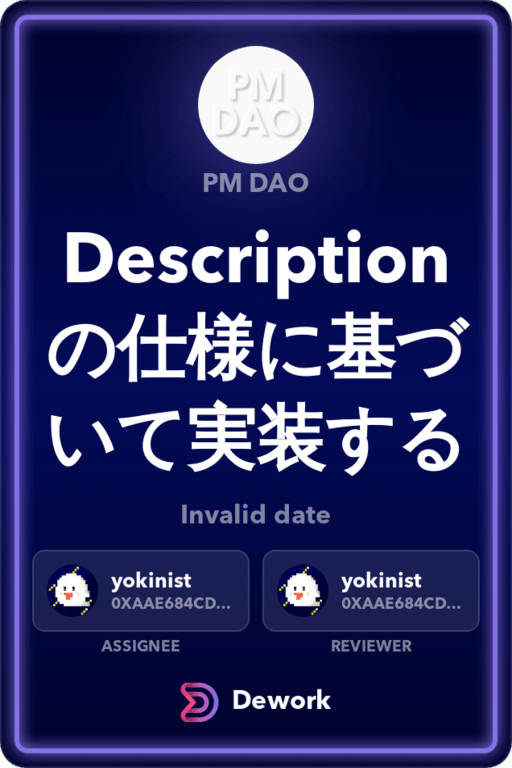 PM
DAO
PM DAO
Description
の仕様に基づ
いて実装する
Invalid date
yokinist
0XAAE684CD...
yokinist
0XAAE684CD...
ASSIGNEE
REVIEWER
Dework